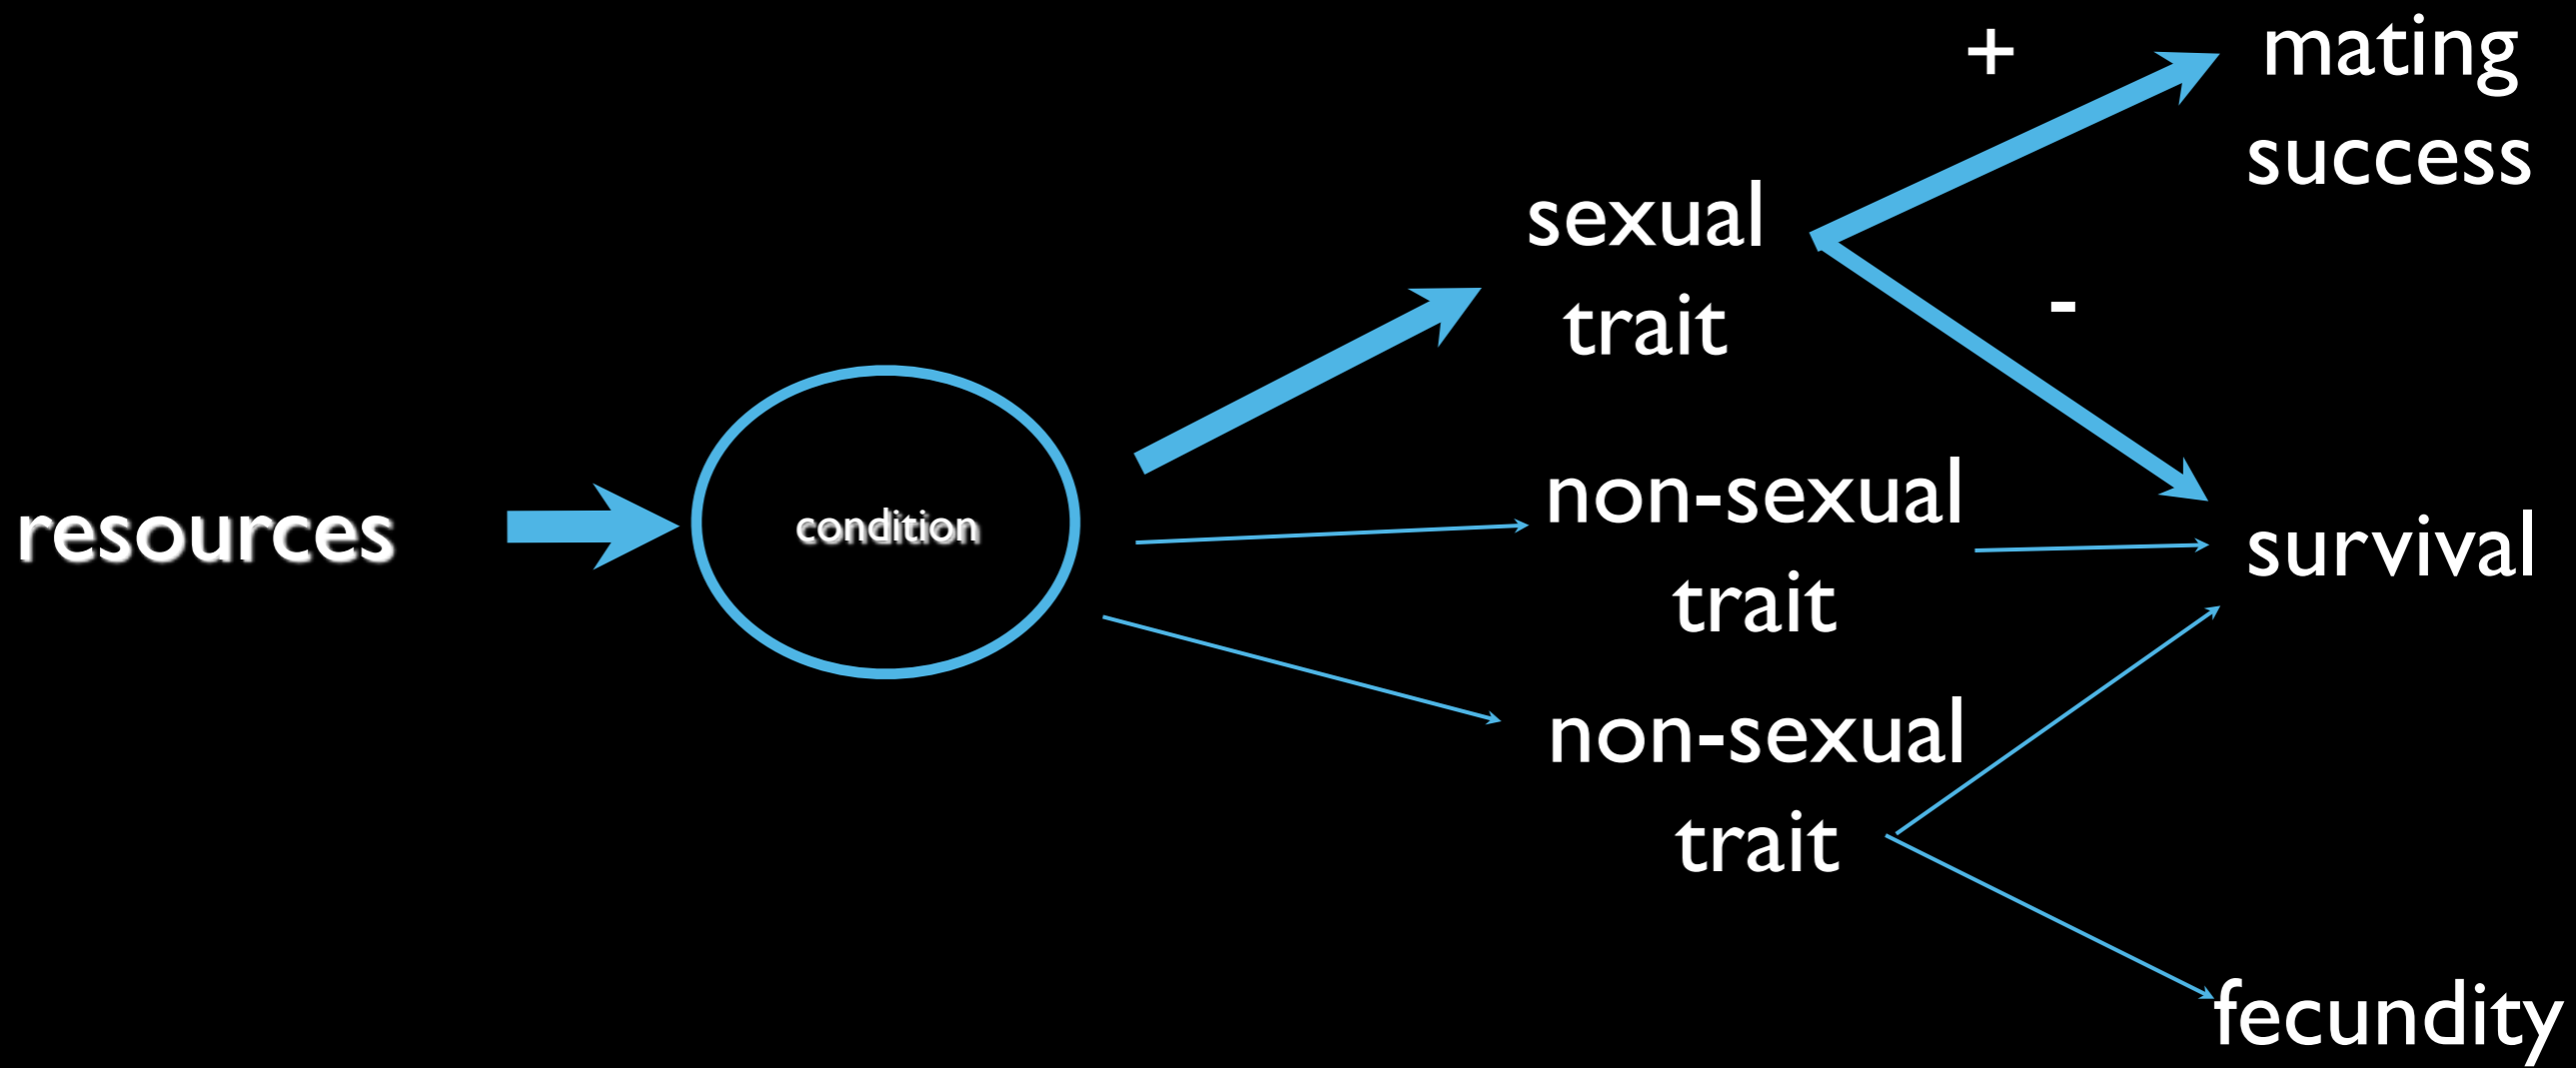 resources
condition
sexual
trait
non-sexual
trait
non-sexual
trait
+
-
mating
success
survival
fecundity